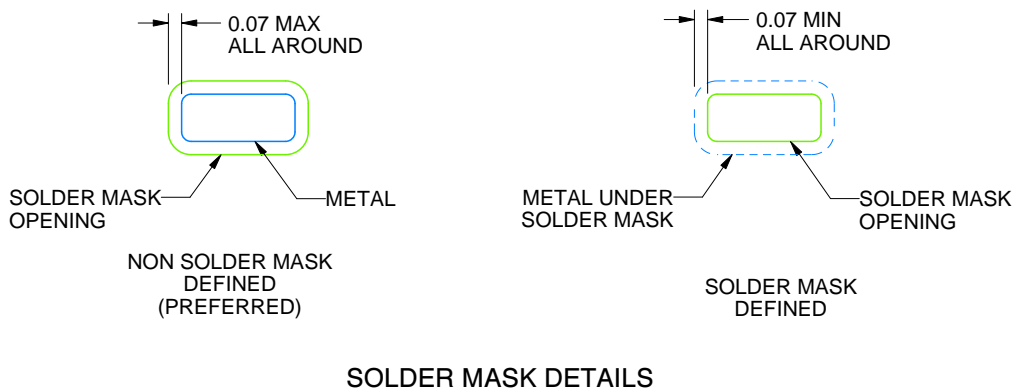 0.07 MAX
ALL AROUND
SOLDER MASK
OPENING
METAL
NON SOLDER MASK
DEFINED
(PREFERRED)
0.07 MIN
ALL AROUND
METAL UNDER
SOLDER MASK
SOLDER MASK
OPENING
SOLDER MASK
DEFINED
SOLDER MASK DETAILS